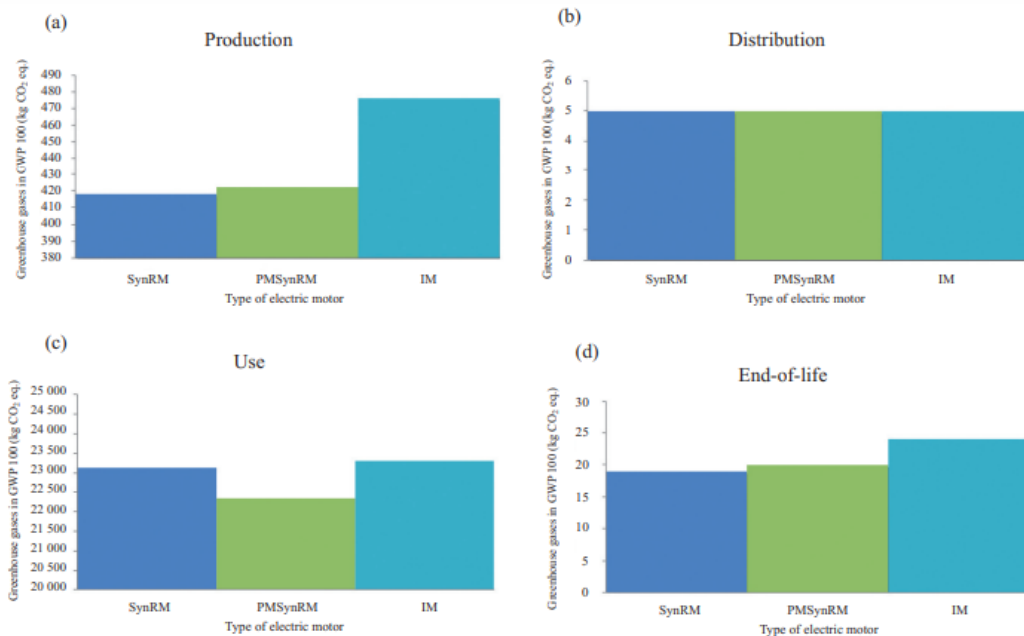 (a)
Production
Greenhouse gases in GWP 100 (kg CO₂ eq.)
490
480
470
460
450
440
430
420
410
400
390
380
SynRM PMSynRM IM
Type of electric motor
(b)
Distribution
Greenhouse gases in GWP 100 (kg CO₂ eq.)
6
5
4
3
2
1
0
SynRM PMSynRM IM
Type of electric motor
(c)
Use
Greenhouse gases in GWP 100 (kg CO₂ eq.)
25 000
24 500
24 000
23 500
23 000
22 500
22 000
21 500
21 000
20 500
20 000
SynRM PMSynRM IM
Type of electric motor
(d)
End-of-life
Greenhouse gases in GWP 100 (kg CO₂ eq.)
30
25
20
15
10
5
0
SynRM PMSynRM IM
Type of electric motor